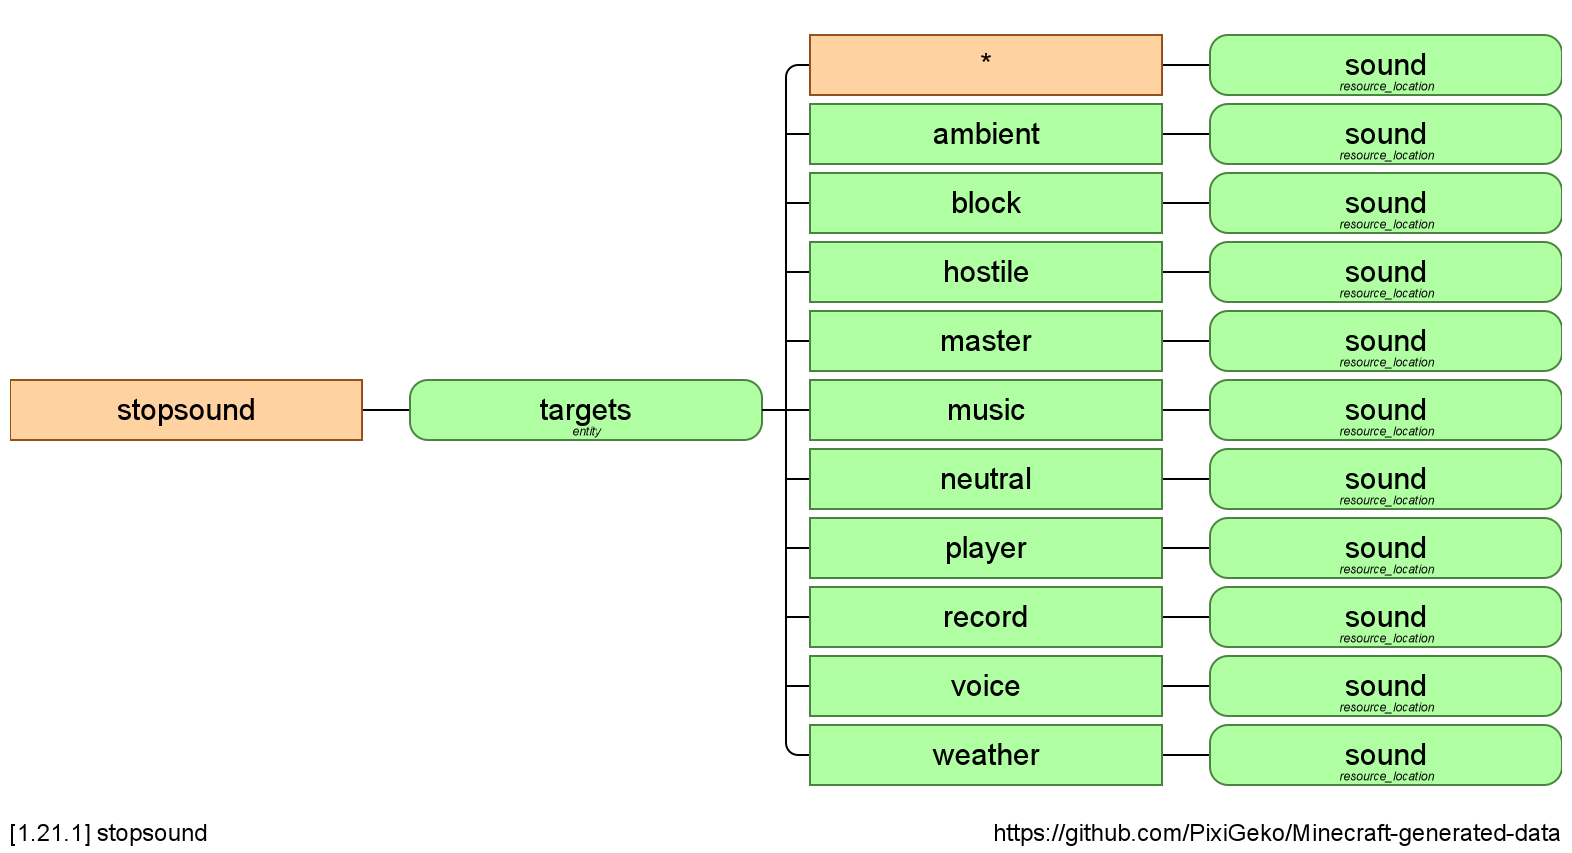 *
sound
resource_location
ambient
sound
resource_location
block
sound
resource_location
hostile
sound
resource_location
master
sound
resource_location
stopsound
targets
entity
music
sound
resource_location
neutral
sound
resource_location
player
sound
resource_location
record
sound
resource_location
voice
sound
resource_location
weather
sound
resource_location
[1.21.1] stopsound
https://github.com/PixiGeko/Minecraft-generated-data